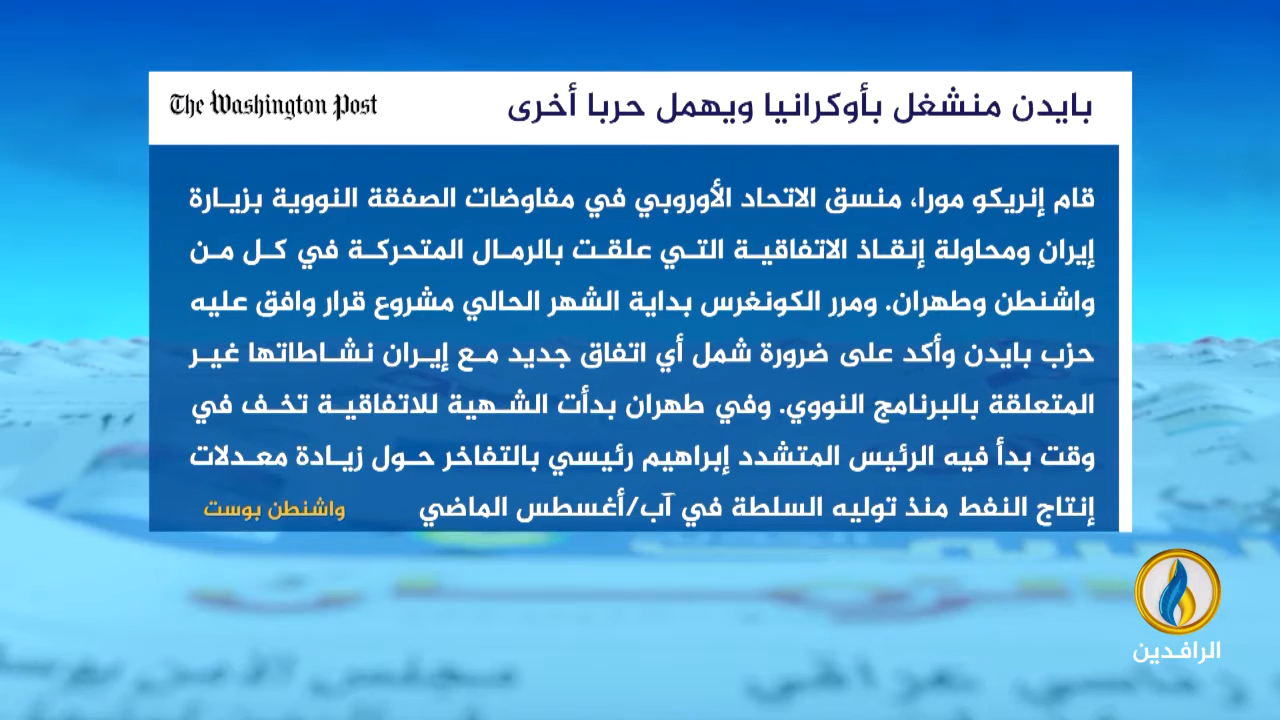 بايدن منشغل بأوكرانيا ويهمل حربا أخرى
The Washington Post
قام إنريكو مورا، منسق الاتحاد الأوروبي في مفاوضات الصفقة النووية بزيارة
إيران ومحاولة إنقاذ الاتفاقية التي علقت بالرمال المتحركة في كل من
واشنطن وطهران. ومرر الكونغرس بداية الشهر الحالي مشروع قرار وافق عليه
حزب بايدن وأكد على ضرورة شمل أي اتفاق جديد مع إيران نشاطاتها غير
المتعلقة بالبرنامج النووي. وفي طهران بدأت الشهية للاتفاقية تخف في
وقت بدأ فيه الرئيس المتشدد إبراهيم رئيسي بالتفاخر حول زيادة معدلات
إنتاج النفط منذ توليه السلطة في آب/أغسطس الماضي
واشنطن بوست
الرافدين